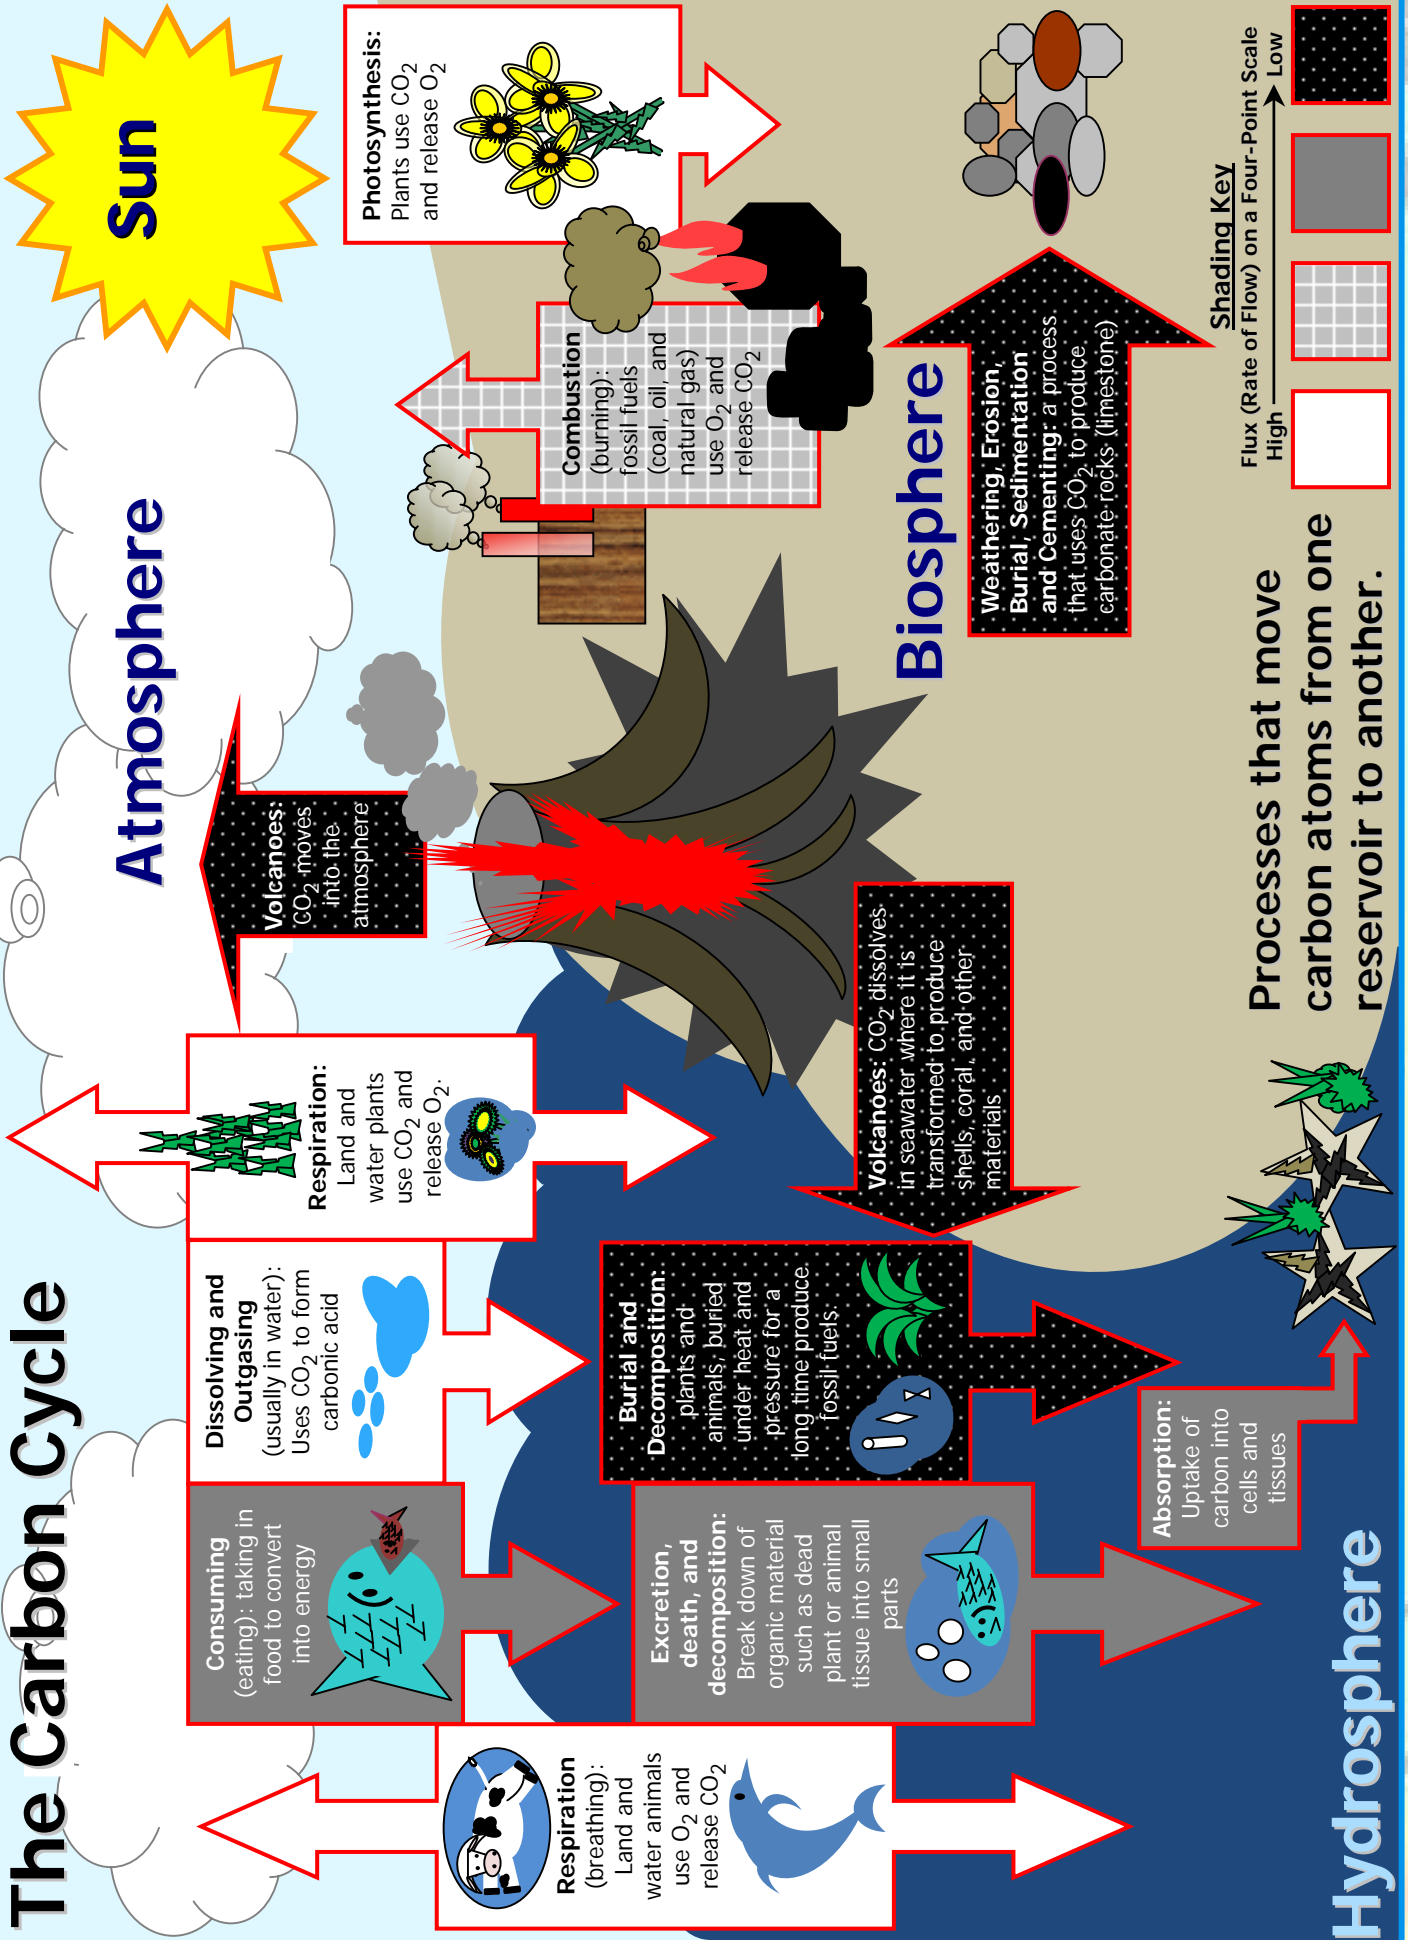 The Carbon Cycle
Atmosphere
Sun
Respiration
(breathing):
Land and
water animals
use O2 and
release CO2
Consuming
(eating): taking in
food to convert
into energy
Dissolving and
Outgasing
(usually in water):
Uses CO2 to form
carbonic acid
Respiration:
Land and
water plants
use CO2 and
release O2.
Volcanoes:
CO2 moves
into the
atmosphere
Combustion
(burning):
fossil fuels
(coal, oil, and
natural gas)
use O2 and
release CO2
Photosynthesis:
Plants use CO2
and release O2
Excretion,
death, and
decomposition:
Break down of
organic material
such as dead
plant or animal
tissue into small
parts
Burial and
Decomposition:
plants and
animals, buried
under heat and
pressure for a
long time produce
fossil fuels.
Volcanoes: CO2 dissolves
in seawater where it is
transformed to produce
shells, coral, and other
materials
Biosphere
Weathering, Erosion,
Burial, Sedimentation
and Cementing: a process
that uses CO2 to produce
carbonate rocks (limestone)
Absorption:
Uptake of
carbon into
cells and
tissues
Hydrosphere
Processes that move
carbon atoms from one
reservoir to another.
Shading Key
Flux (Rate of Flow) on a Four-Point Scale
High Low